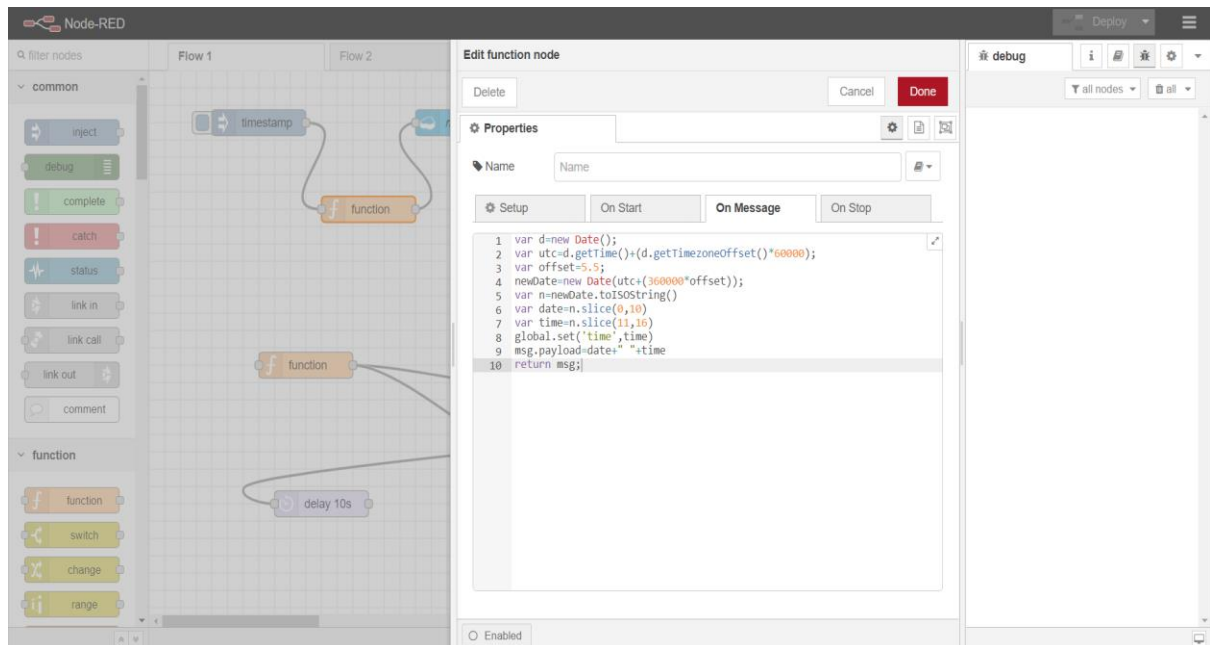 Node-RED
Deploy
filter nodes
Flow 1
Flow 2
Edit function node
debug
common
Delete
Cancel
Done
all nodes
all
inject
timestamp
Properties
debug
Name
Name
complete
function
Setup
On Start
On Message
On Stop
catch
1 var d=new Date();
2 var utc=d.getTime()+(d.getTimezoneOffset()*60000);
3 var offset=5.5;
4 newDate=new Date(utc+(360000*offset));
5 var n=newDate.toISOString()
6 var date=n.slice(0,10)
7 var time=n.slice(11,16)
8 global.set('time',time)
9 msg.payload=date+" "+time
10 return msg;
status
link in
link call
function
link out
comment
function
function
delay 10s
switch
change
range
Enabled